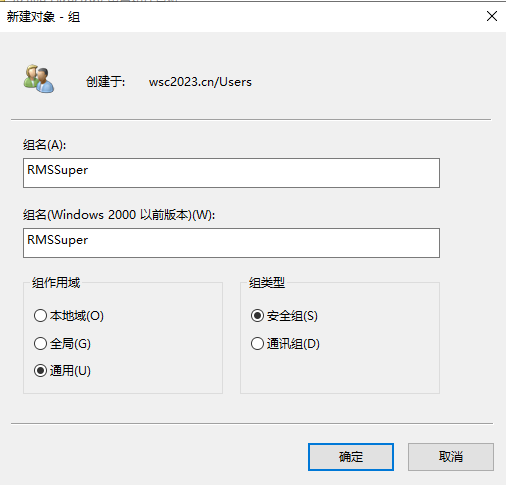 新建对象 - 组
创建于: wsc2023.cn/Users
组名(A):
RMSSuper
组名(Windows 2000 以前版本)(W):
RMSSuper
组作用域
本地域(O)
全局(G)
通用(U)
组类型
安全组(S)
通讯组(D)
确定
取消